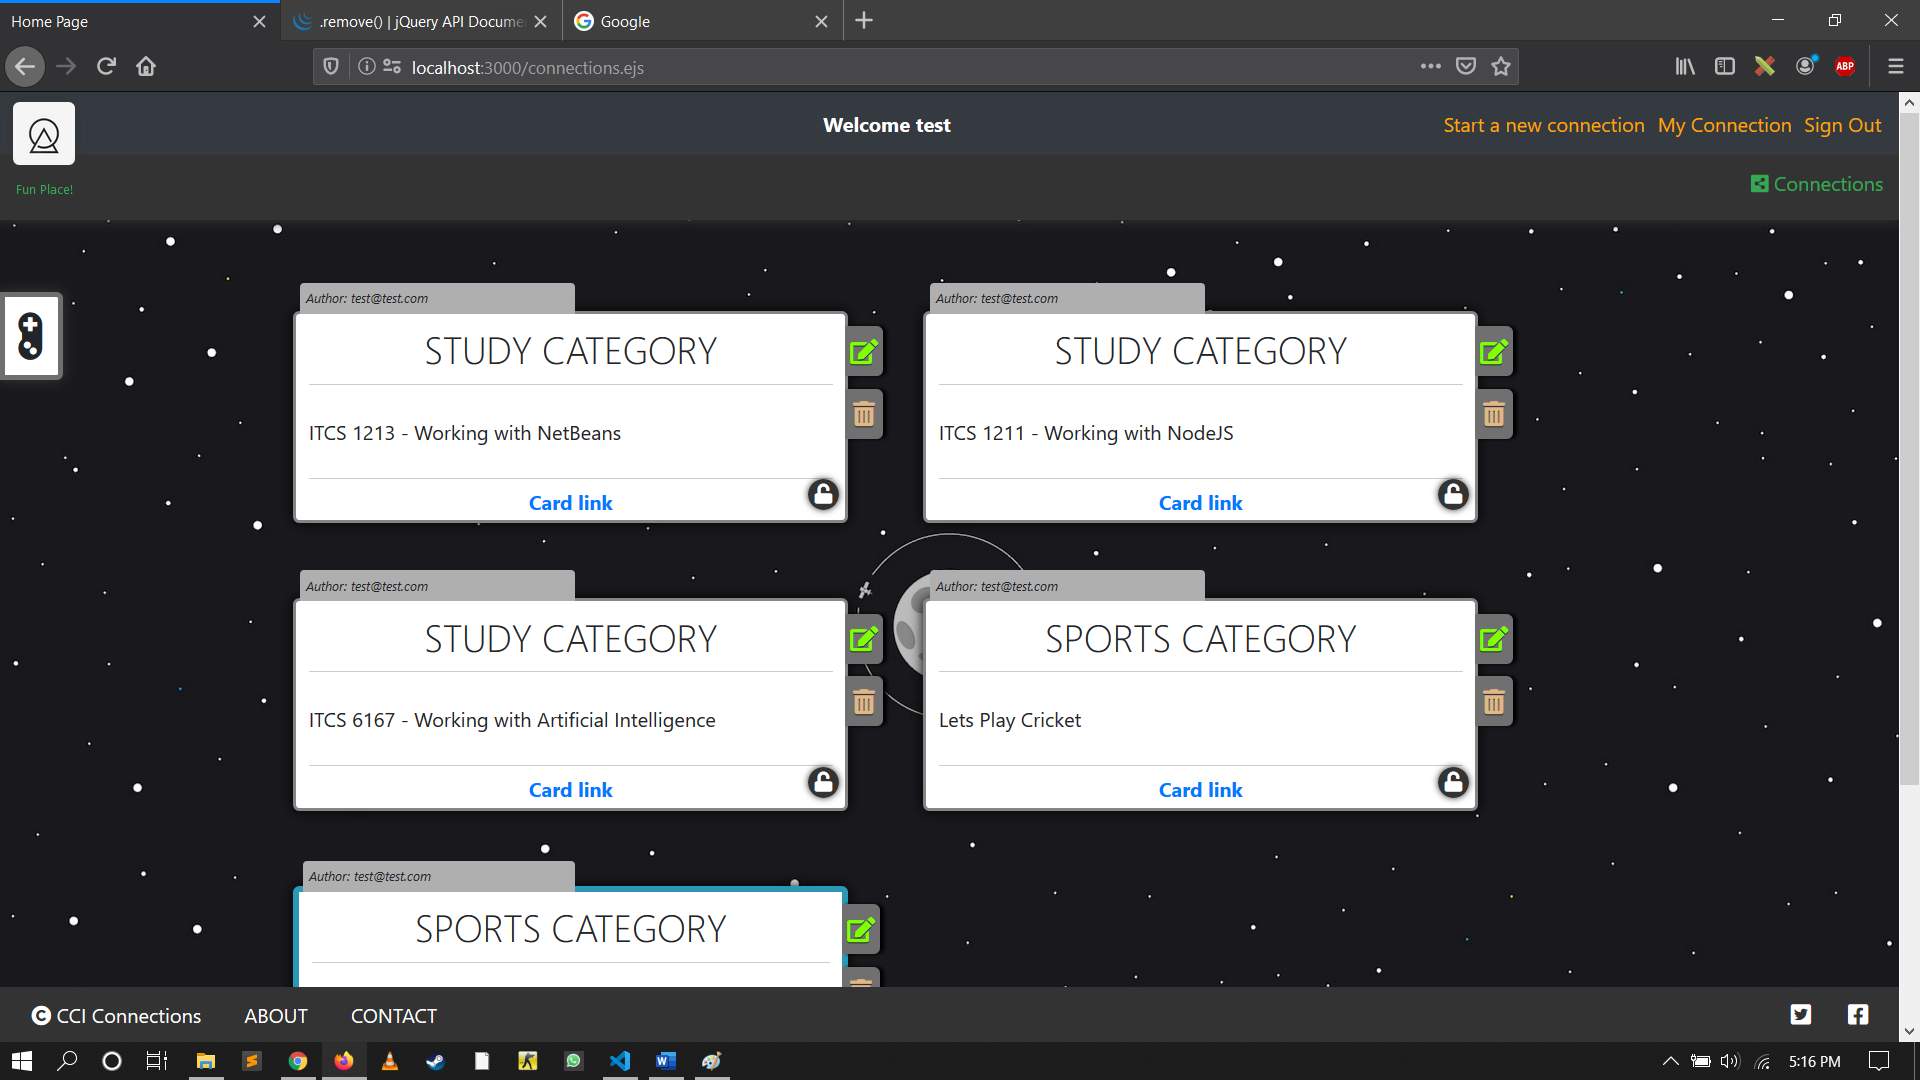 Home Page
.remove() | jQuery API Docume
Google
localhost:3000/connections.ejs
ABP
Welcome test
Start a new connection My Connection Sign Out
Fun Place!
Connections
Author: test@test.com
STUDY CATEGORY
ITCS 1213 - Working with NetBeans
Card link
Author: test@test.com
STUDY CATEGORY
ITCS 1211 - Working with NodeJS
Card link
Author: test@test.com
STUDY CATEGORY
ITCS 6167 - Working with Artificial Intelligence
Card link
Author: test@test.com
SPORTS CATEGORY
Lets Play Cricket
Card link
Author: test@test.com
SPORTS CATEGORY
CCI Connections ABOUT CONTACT
5:16 PM